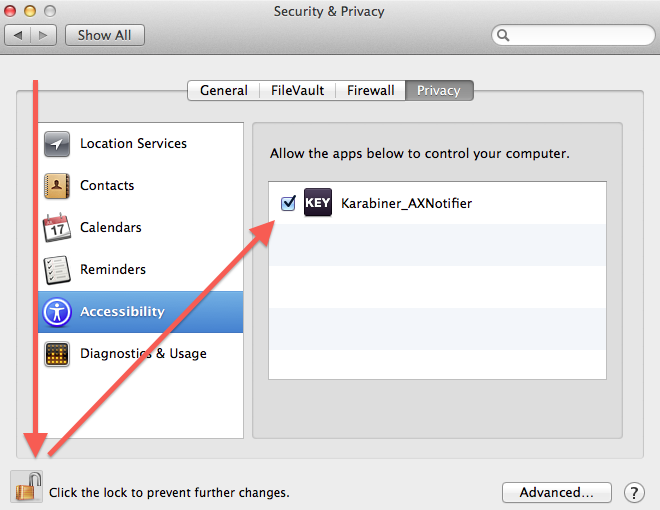 Security & Privacy
Show All
General FileVault Firewall Privacy
Location Services
Contacts
17
Calendars
Reminders
Accessibility
Diagnostics & Usage
Allow the apps below to control your computer.
KEY Karabiner_AXNotifier
Click the lock to prevent further changes.
Advanced... ?